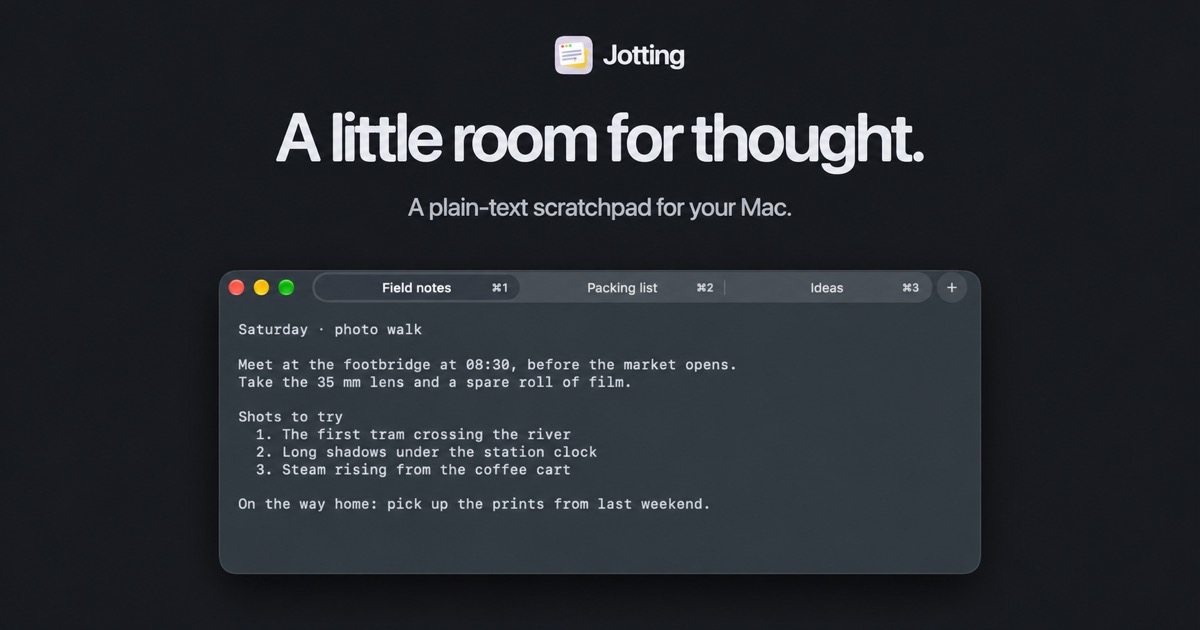 Jotting
A little room for thought.
A plain-text scratchpad for your Mac.
Field notes ⌘1 Packing list ⌘2 Ideas ⌘3 +
Saturday · photo walk
Meet at the footbridge at 08:30, before the market opens.
Take the 35 mm lens and a spare roll of film.
Shots to try
1. The first tram crossing the river
2. Long shadows under the station clock
3. Steam rising from the coffee cart
On the way home: pick up the prints from last weekend.